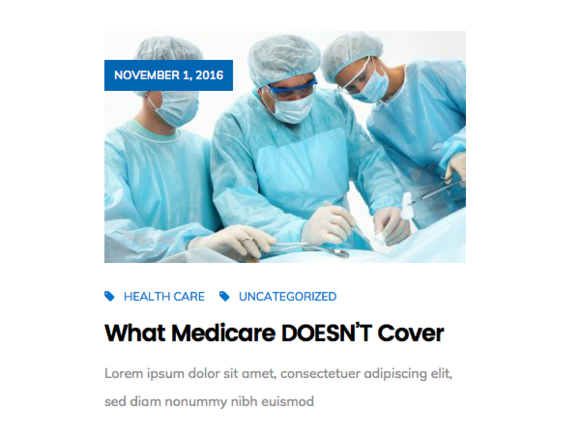 NOVEMBER 1, 2016
HEALTH CARE UNCATEGORIZED
What Medicare DOESN'T Cover
Lorem ipsum dolor sit amet, consectetuer adipiscing elit,
sed diam nonummy nibh euismod